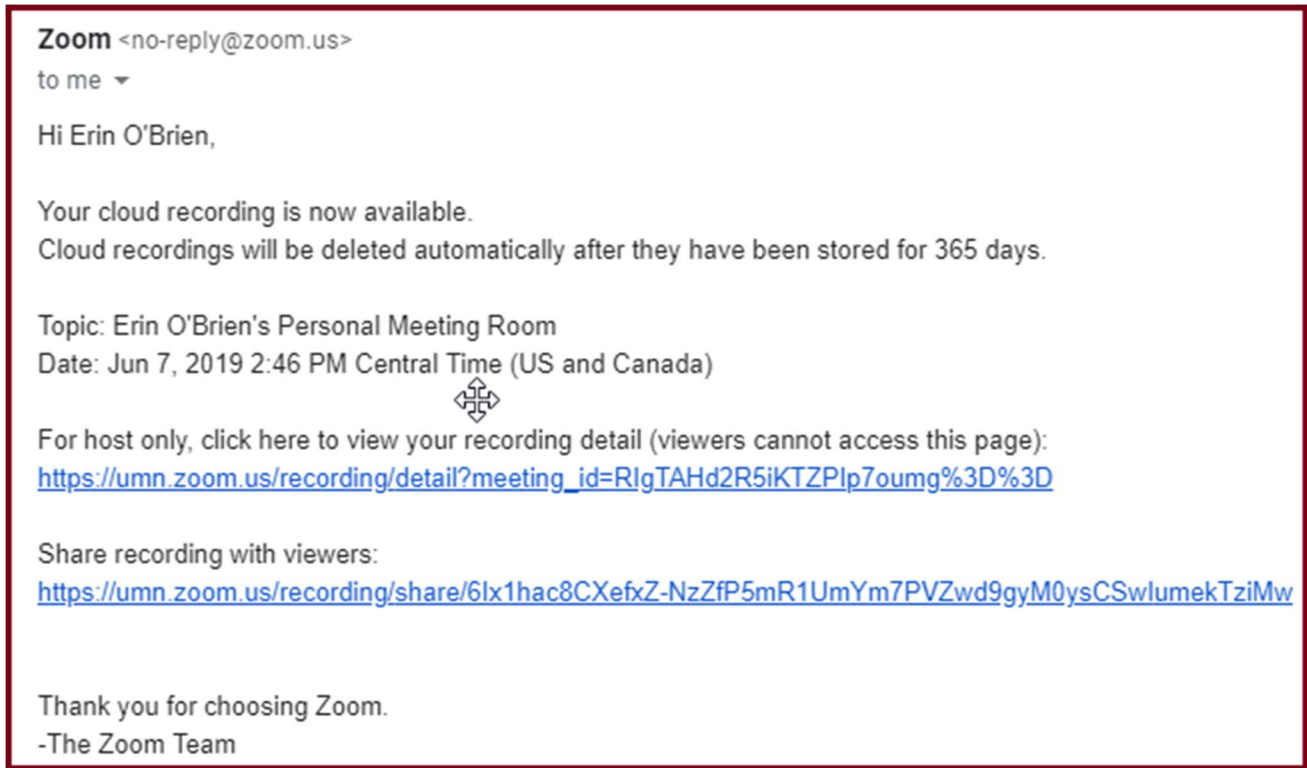 Zoom <no-reply@zoom.us>
to me
Hi Erin O'Brien,
Your cloud recording is now available.
Cloud recordings will be deleted automatically after they have been stored for 365 days.
Topic: Erin O'Brien's Personal Meeting Room
Date: Jun 7, 2019 2:46 PM Central Time (US and Canada)
For host only, click here to view your recording detail (viewers cannot access this page):
https://umn.zoom.us/recording/detail?meeting_id=RIgTAHd2R5iKTZPIp7oumg%3D%3D
Share recording with viewers:
https://umn.zoom.us/recording/share/6Ix1hac8CXefxZ-NzZfP5mR1UmYm7PVZwd9gyM0ysCSwIumekTziMw
Thank you for choosing Zoom.
-The Zoom Team